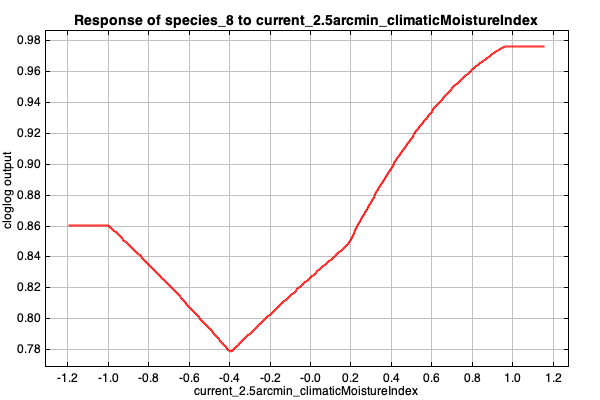 Response of species_8 to current_2.5arcmin_climaticMoistureIndex
0.98
0.96
0.94
0.92
0.90
0.88
0.86
0.84
0.82
0.80
0.78
cloglog output
-1.2 -1.0 -0.8 -0.6 -0.4 -0.2 -0.0 0.2 0.4 0.6 0.8 1.0 1.2
current_2.5arcmin_climaticMoistureIndex